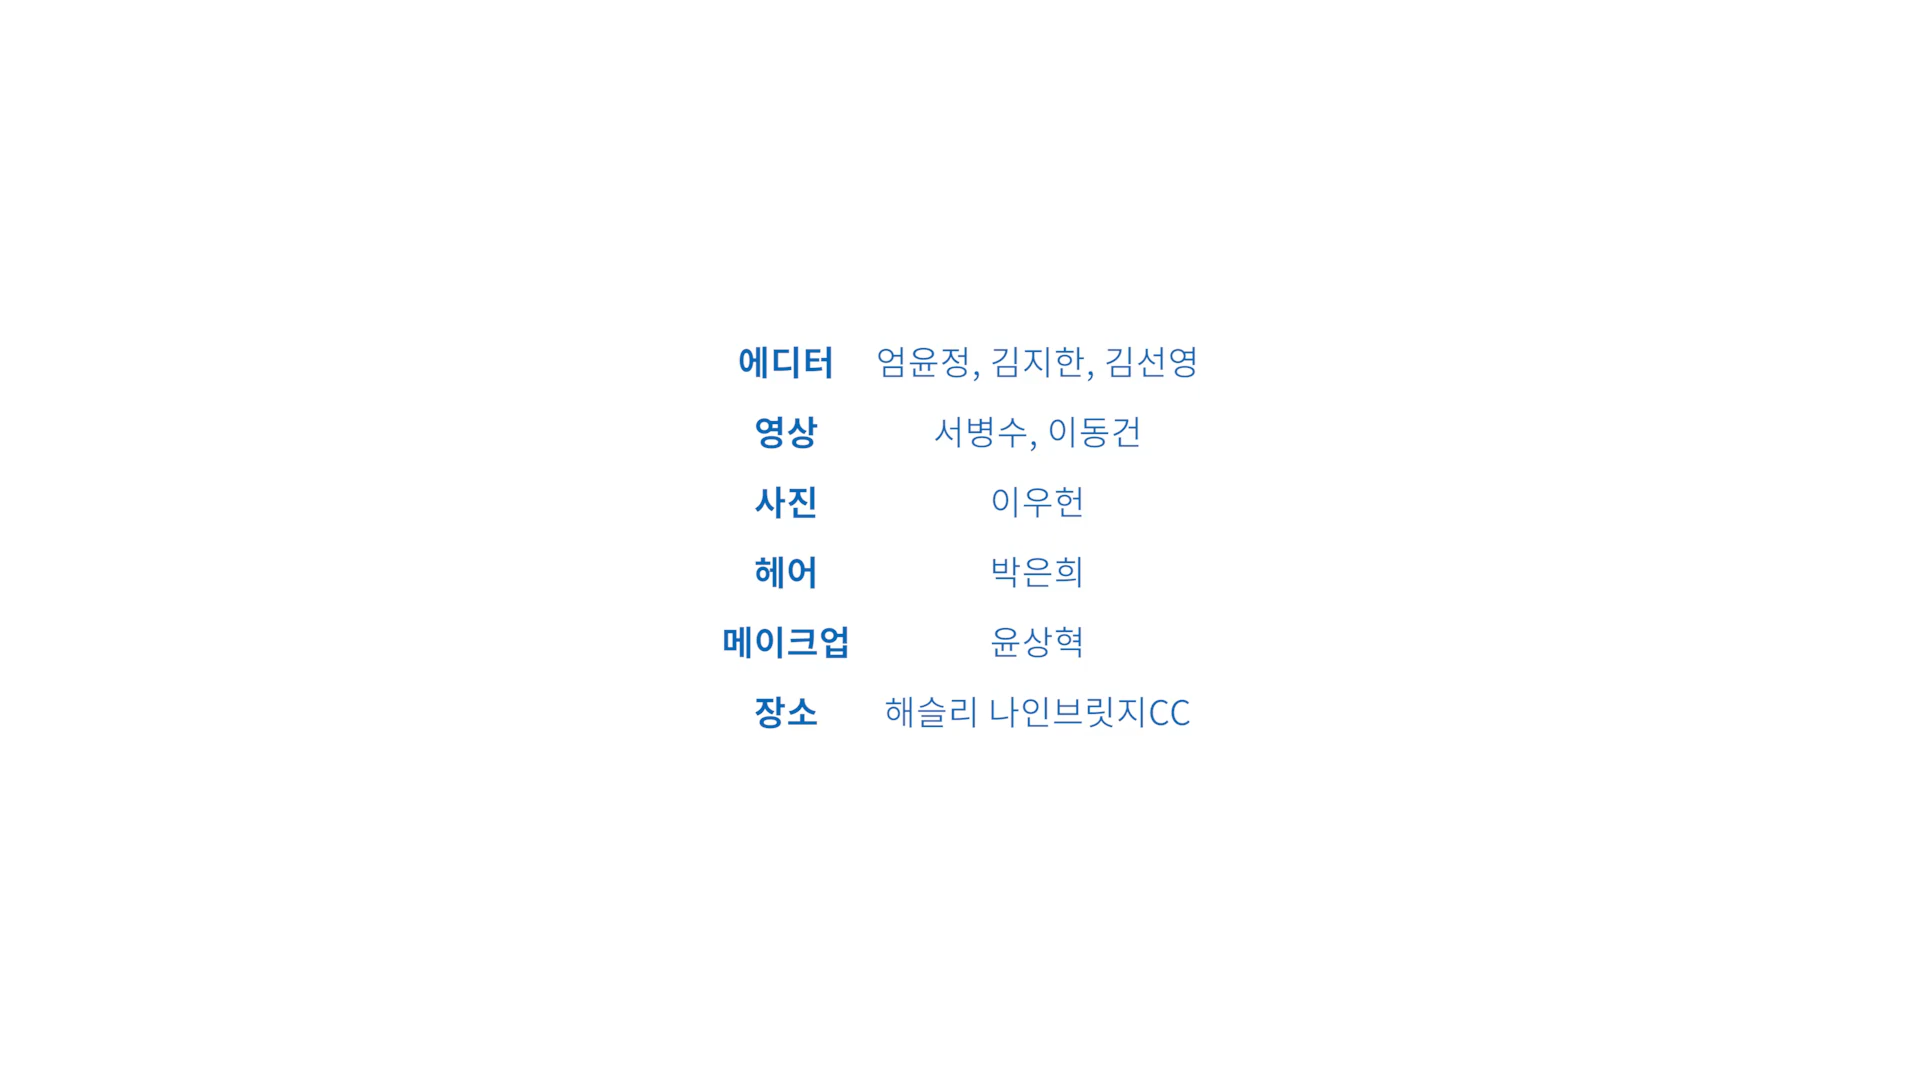 에디터 엄윤정, 김지한, 김선영
영상 서병수, 이동건
사진 이우헌
헤어 박은희
메이크업 윤상혁
장소 해슬리 나인브릿지CC